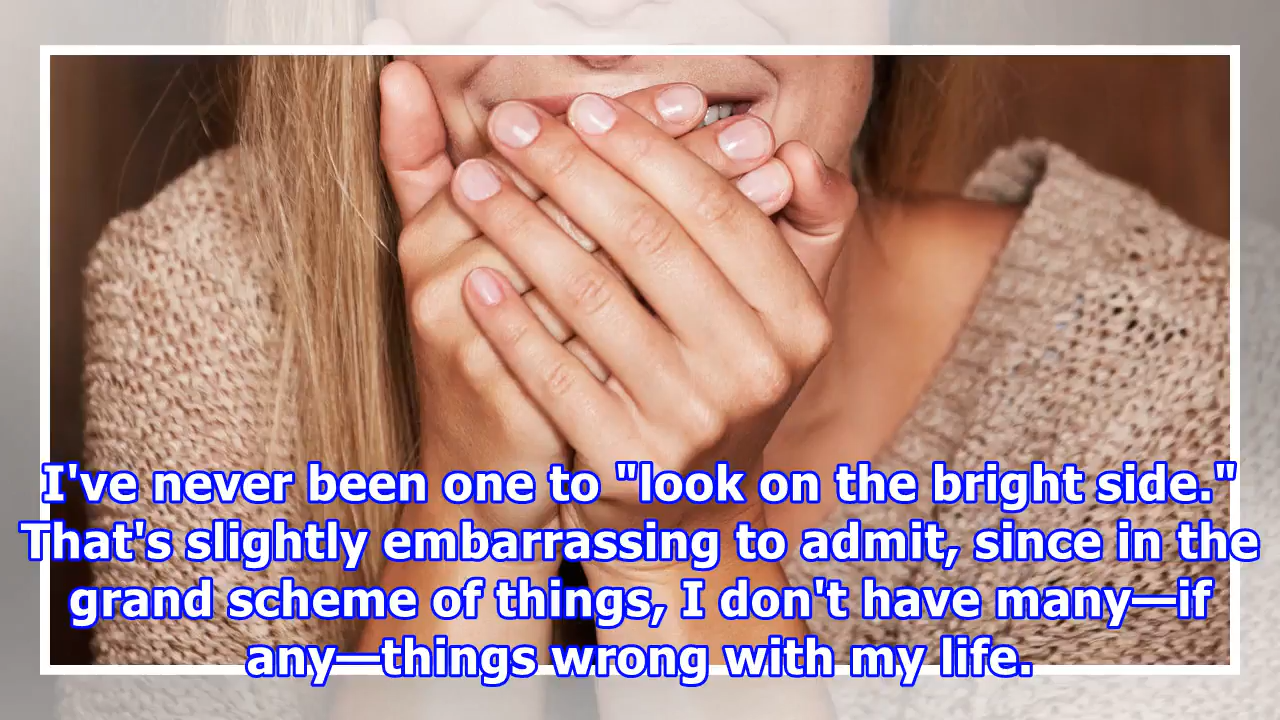 I've never been one to "look on the bright side."
That's slightly embarrassing to admit, since in the
grand scheme of things, I don't have many—if
any—things wrong with my life.